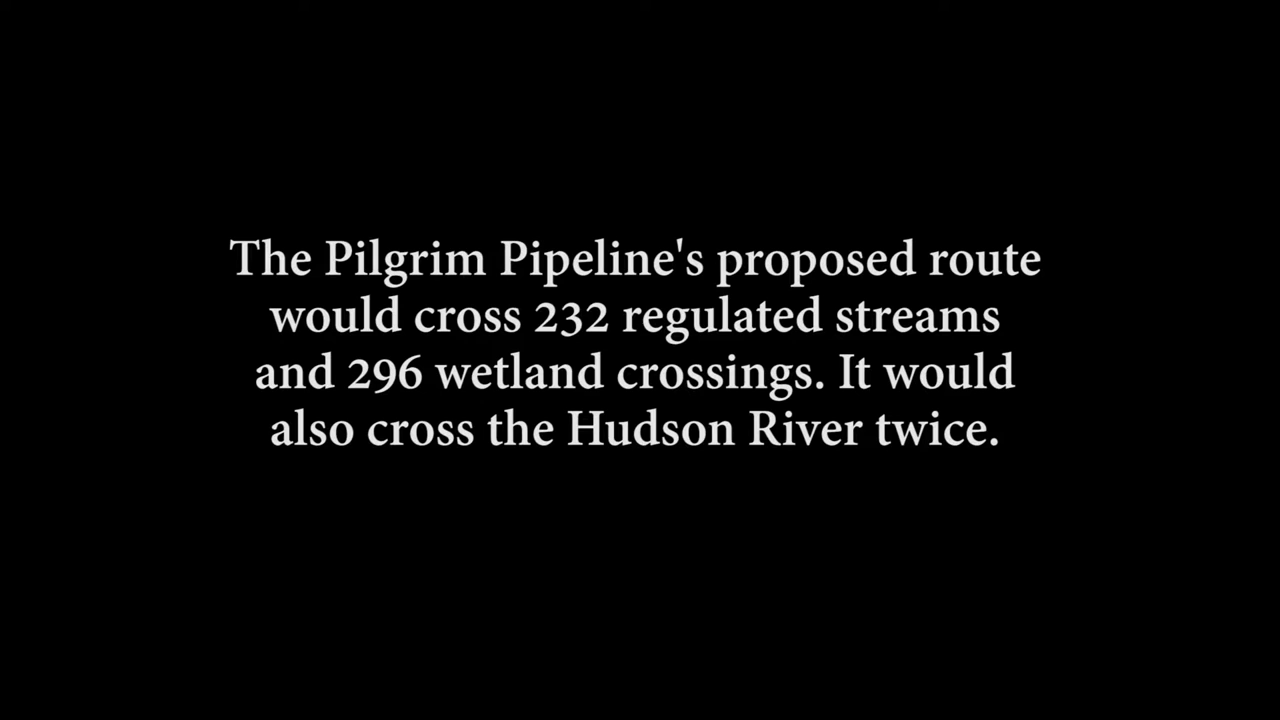 The Pilgrim Pipeline's proposed route
would cross 232 regulated streams
and 296 wetland crossings. It would
also cross the Hudson River twice.